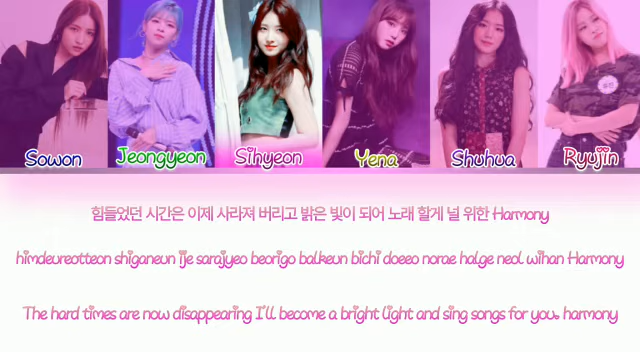 Sowon Jeongyeon Sihyeon Yena Shuhua Ryujin
힘들었던 시간은 이제 사라져 버리고 밝은 빛이 되어 노래 할게 널 위한 Harmony
himdeureotteon shiganeun ije sarajyeo beorigo balkeun bichi doeeo norae halge neol wihan Harmony
The hard times are now disappearing I'll become a bright light and sing songs for you. harmony